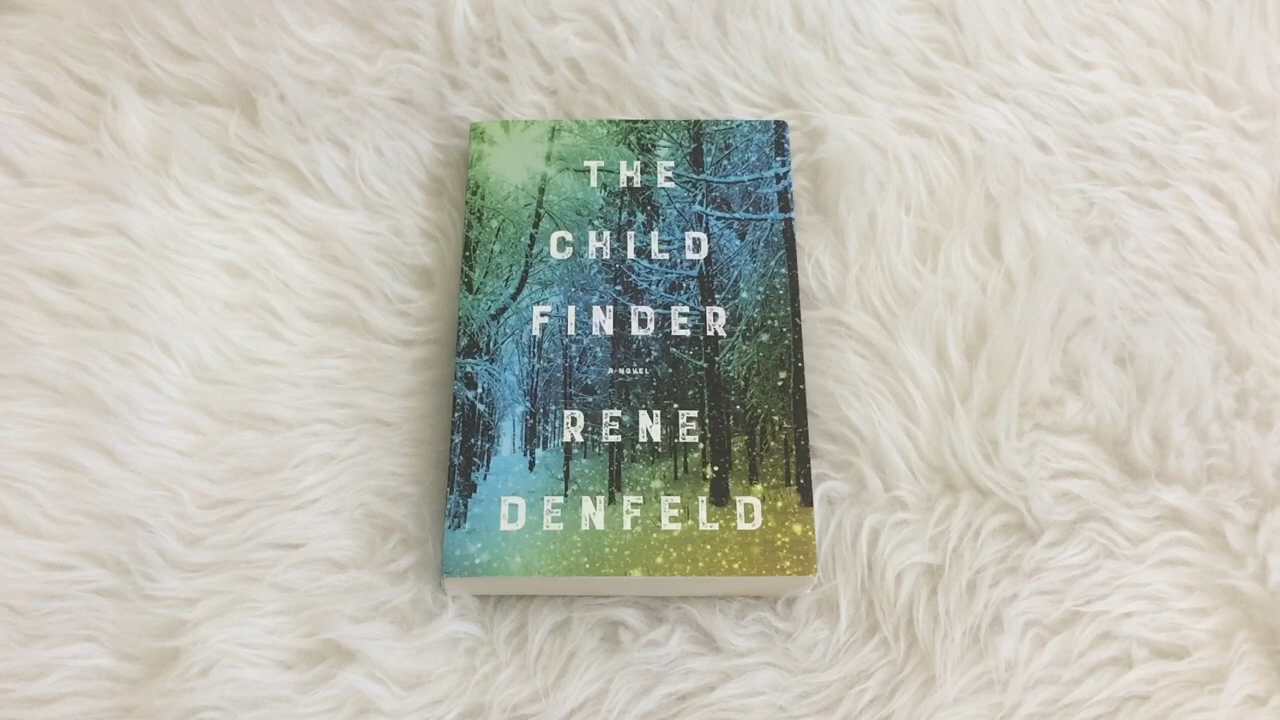 THE
CHILD
FINDER
A NOVEL
RENE
DENFELD